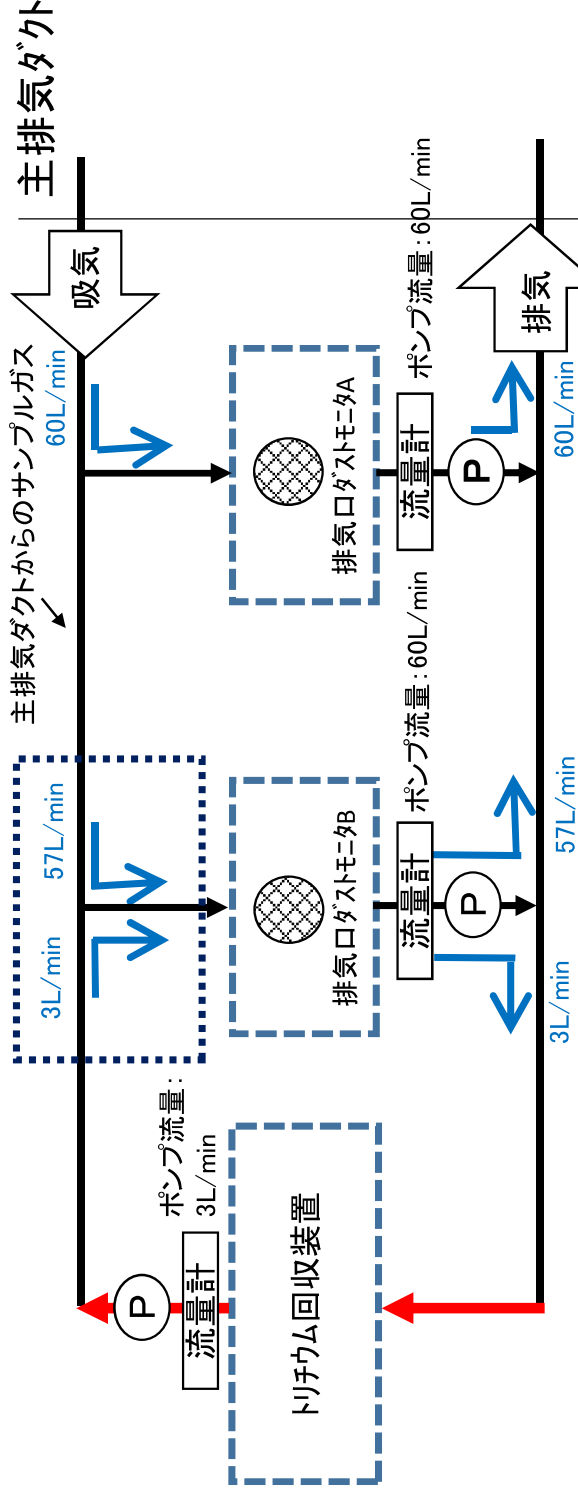 主排気ダクト
吸気
主排気ダクトからのサンプルガス
60L/min
57L/min
3L/min
排気口ダストモニタA
排気口ダストモニタB
トリチウム回収装置
ポンプ流量：
3L/min
流量計
P
ポンプ流量：60L/min
流量計
P
ポンプ流量：60L/min
流量計
P
排気
60L/min
57L/min
3L/min